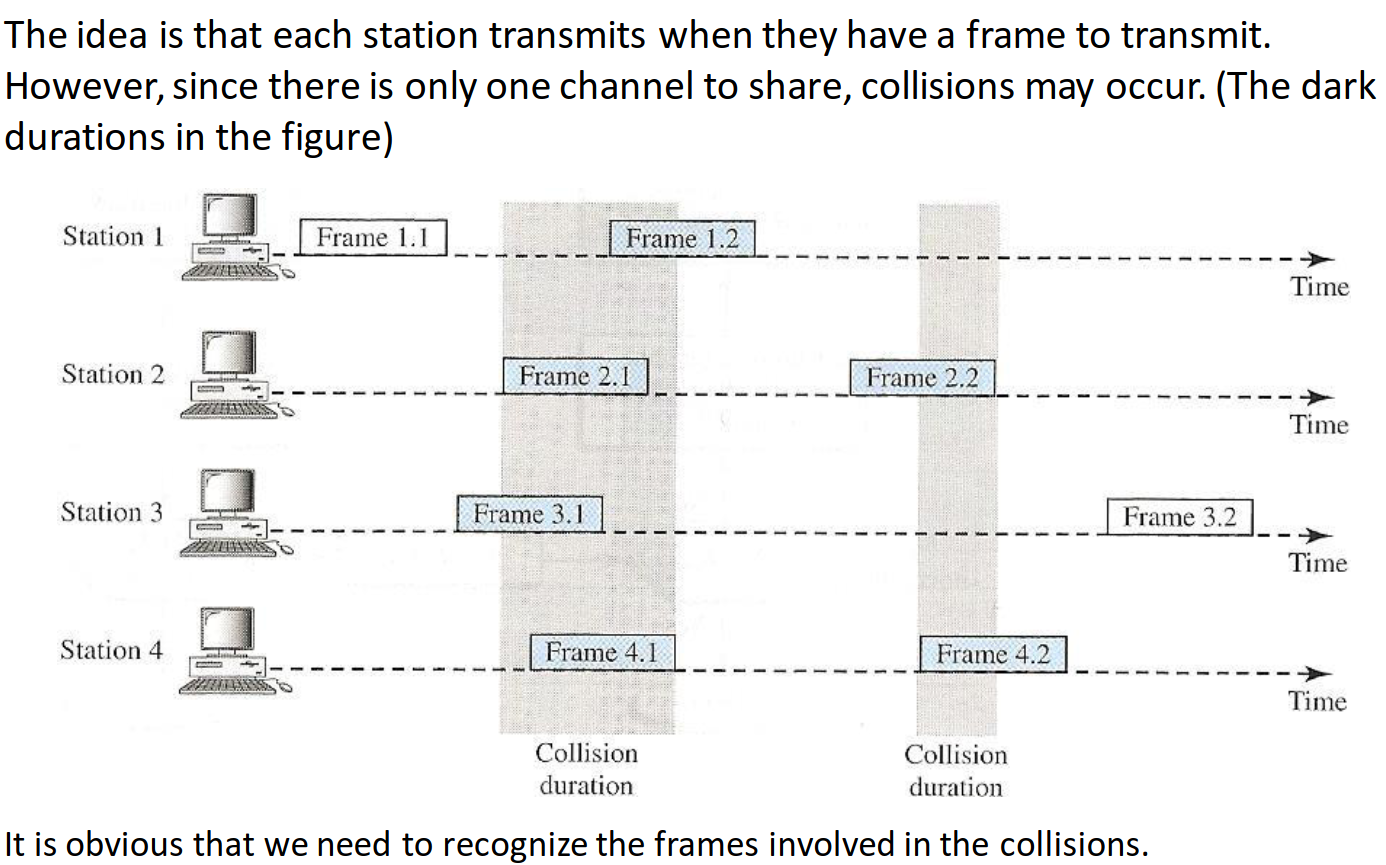 The idea is that each station transmits when they have a frame to transmit.
However, since there is only one channel to share, collisions may occur. (The dark
durations in the figure)
Station 1
Frame 1.1
Frame 1.2
Time
Station 2
Frame 2.1
Frame 2.2
Time
Station 3
Frame 3.1
Frame 3.2
Time
Station 4
Frame 4.1
Frame 4.2
Time
Collision
duration
Collision
duration
It is obvious that we need to recognize the frames involved in the collisions.